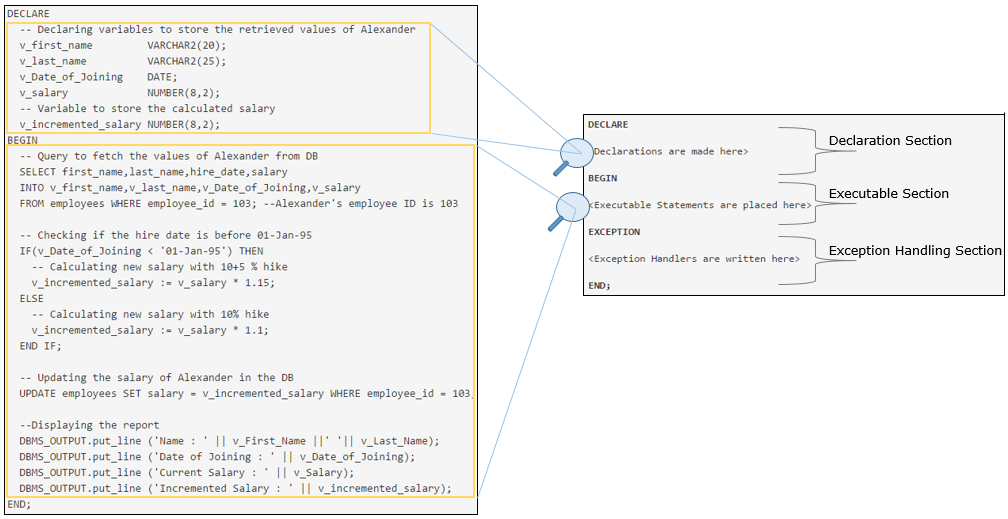 DECLARE
-- Declaring variables to store the retrieved values of Alexander
v_first_name VARCHAR2(20);
v_last_name VARCHAR2(25);
v_Date_of_Joining DATE;
v_salary NUMBER(8,2);
-- Variable to store the calculated salary
v_incremented_salary NUMBER(8,2);
BEGIN
-- Query to fetch the values of Alexander from DB
SELECT first_name,last_name,hire_date,salary
INTO v_first_name,v_last_name,v_Date_of_Joining,v_salary
FROM employees WHERE employee_id = 103; --Alexander's employee ID is 103
-- Checking if the hire date is before 01-Jan-95
IF(v_Date_of_Joining < '01-Jan-95') THEN
-- Calculating new salary with 10+5 % hike
v_incremented_salary := v_salary * 1.15;
ELSE
-- Calculating new salary with 10% hike
v_incremented_salary := v_salary * 1.1;
END IF;
-- Updating the salary of Alexander in the DB
UPDATE employees SET salary = v_incremented_salary WHERE employee_id = 103;
--Displaying the report
DBMS_OUTPUT.put_line ('Name : ' || v_First_Name ||' '|| v_Last_Name);
DBMS_OUTPUT.put_line ('Date of Joining : ' || v_Date_of_Joining);
DBMS_OUTPUT.put_line ('Current Salary : ' || v_Salary);
DBMS_OUTPUT.put_line ('Incremented Salary : ' || v_incremented_salary);
END;
DECLARE
<Declarations are made here>
Declaration Section
BEGIN
<Executable Statements are placed here>
Executable Section
EXCEPTION
<Exception Handlers are written here>
Exception Handling Section
END;